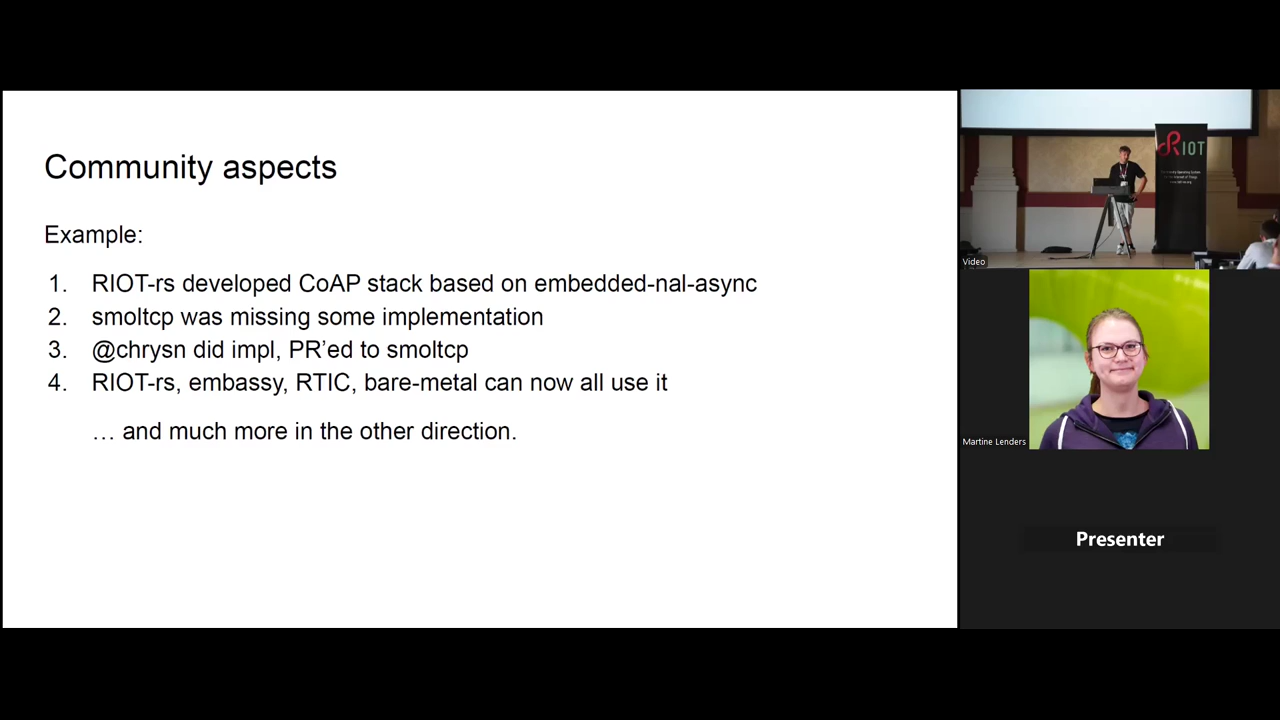 Community aspects
Example:
1. RIOT-rs developed CoAP stack based on embedded-nal-async
2. smoltcp was missing some implementation
3. @chrysn did impl, PR’ed to smoltcp
4. RIOT-rs, embassy, RTIC, bare-metal can now all use it
… and much more in the other direction.
RIOT
Video
Martine Lenders
Presenter